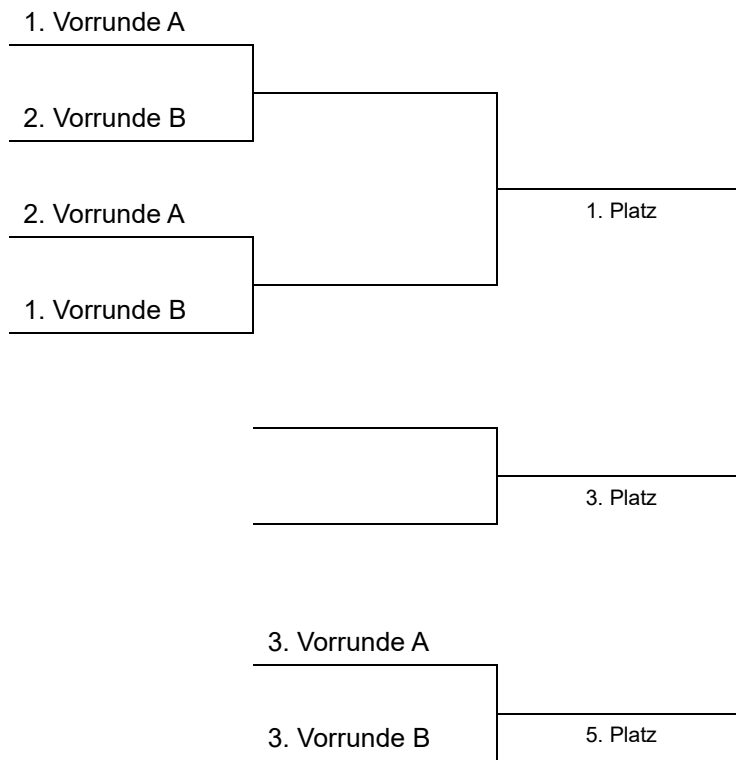 1. Vorrunde A
2. Vorrunde B
2. Vorrunde A
1. Platz
1. Vorrunde B
3. Platz
3. Vorrunde A
3. Vorrunde B
5. Platz